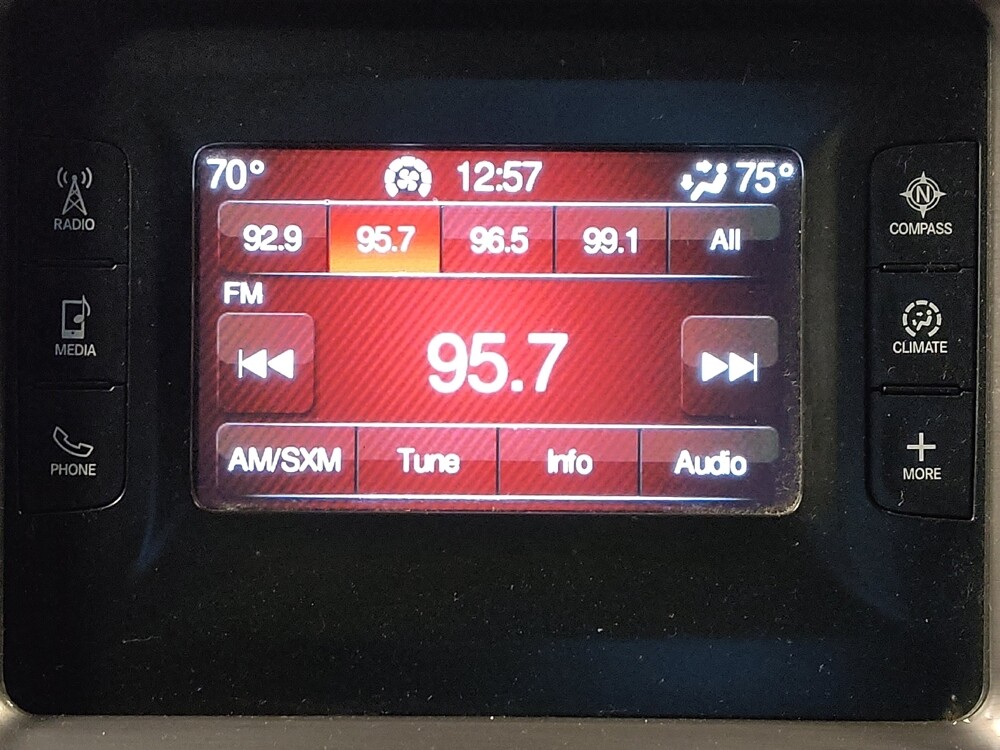 70° 12:57 75°
92.9 95.7 96.5 99.1 All
FM
95.7
AM/SXM Tune Info Audio
RADIO
MEDIA
PHONE
N
COMPASS
CLIMATE
MORE